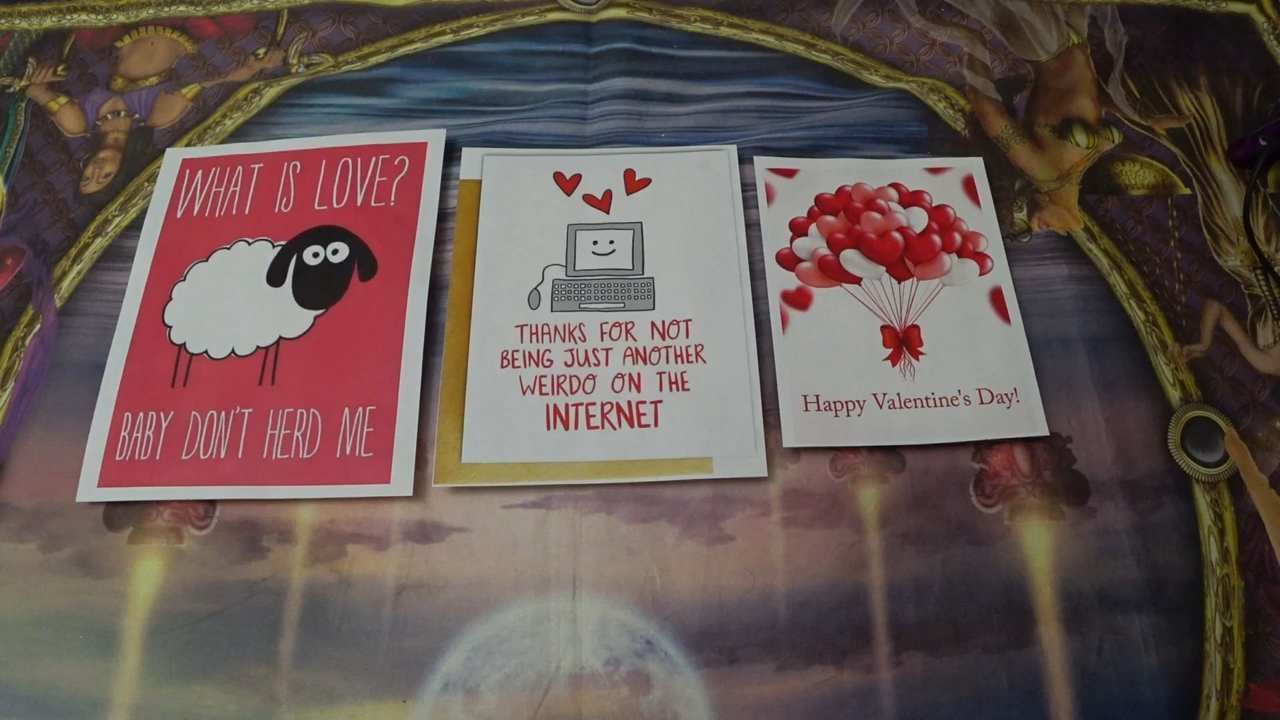 WHAT IS LOVE?
BABY DON'T HERD ME
THANKS FOR NOT
BEING JUST ANOTHER
WEIRDO ON THE
INTERNET
Happy Valentine's Day!